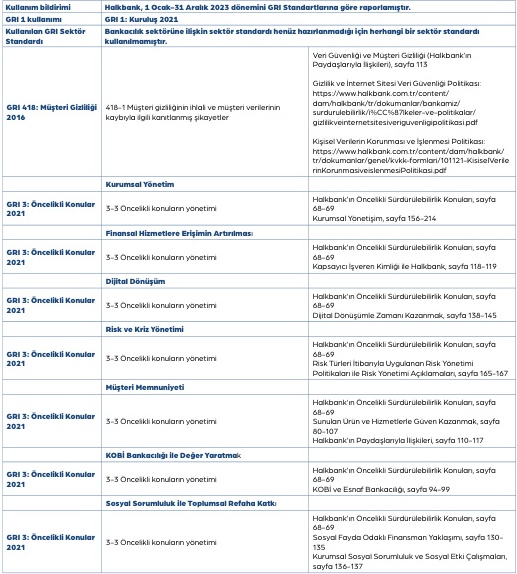 Kullanım bildirimi Halkbank, 1 Ocak–31 Aralık 2023 dönemini GRI Standartlarına göre raporlamıştır.
GRI 1 kullanımı GRI 1: Kuruluş 2021
Kullanılan GRI Sektör Standardı Bankacılık sektörüne ilişkin sektör standardı henüz hazırlanmadığı için herhangi bir sektör standardı
kullanılmamıştır.
GRI 418: Müşteri Gizliliği
2016
418-1 Müşteri gizliliğinin ihlali ve müşteri verilerinin
kaybıyla ilgili kanıtlanmış şikayetler
Veri Güvenliği ve Müşteri Gizliliği (Halkbank'ın
Paydaşlarıyla İlişkileri), sayfa 113
Gizlilik ve İnternet Sitesi Veri Güvenliği Politikası:
https://www.halkbank.com.tr/content/
dam/halkbank/tr/dokumanlar/bankamiz/
surdurulebilirlik/i%CC%87lkeler-ve-politikalar/
gizlilikveinternetsitesiveriguvenligipolitikasi.pdf
Kişisel Verilerin Korunması ve İşlenmesi Politikası:
https://www.halkbank.com.tr/content/dam/halkbank/
tr/dokumanlar/genel/kvkk-formlari/101121-KisiselVerile
rinKorunmasiveislenmesiPolitikasi.pdf
Kurumsal Yönetim
GRI 3: Öncelikli Konular
2021
3-3 Öncelikli konuların yönetimi
Halkbank'ın Öncelikli Sürdürülebilirlik Konuları, sayfa
68-69
Kurumsal Yönetişim, sayfa 156-214
Finansal Hizmetlere Erişimin Artırılması
GRI 3: Öncelikli Konular
2021
3-3 Öncelikli konuların yönetimi
Halkbank'ın Öncelikli Sürdürülebilirlik Konuları, sayfa
68-69
Kapsayıcı İşveren Kimliği ile Halkbank, sayfa 118-119
Dijital Dönüşüm
GRI 3: Öncelikli Konular
2021
3-3 Öncelikli konuların yönetimi
Halkbank'ın Öncelikli Sürdürülebilirlik Konuları, sayfa
68-69
Dijital Dönüşümle Zamanı Kazanmak, sayfa 138-145
Risk ve Kriz Yönetimi
GRI 3: Öncelikli Konular
2021
3-3 Öncelikli konuların yönetimi
Halkbank'ın Öncelikli Sürdürülebilirlik Konuları, sayfa
68-69
Risk Türleri İtibarıyla Uygulanan Risk Yönetimi
Politikaları ile Risk Yönetimi Açıklamaları, sayfa 165-167
Müşteri Memnuniyeti
GRI 3: Öncelikli Konular
2021
3-3 Öncelikli konuların yönetimi
Halkbank'ın Öncelikli Sürdürülebilirlik Konuları, sayfa
68-69
Sunulan Ürün ve Hizmetlerle Güven Kazanmak, sayfa
80-107
Halkbank'ın Paydaşlarıyla İlişkileri, sayfa 110-117
KOBİ Bankacılığı ile Değer Yaratmak
GRI 3: Öncelikli Konular
2021
3-3 Öncelikli konuların yönetimi
Halkbank'ın Öncelikli Sürdürülebilirlik Konuları, sayfa
68-69
KOBİ ve Esnaf Bankacılığı, sayfa 94-99
Sosyal Sorumluluk ile Toplumsal Refaha Katkı
GRI 3: Öncelikli Konular
2021
3-3 Öncelikli konuların yönetimi
Halkbank'ın Öncelikli Sürdürülebilirlik Konuları, sayfa
68-69
Sosyal Fayda Odaklı Finansman Yaklaşımı, sayfa 130-
135
Kurumsal Sosyal Sorumluluk ve Sosyal Etki Çalışmaları,
sayfa 136-137